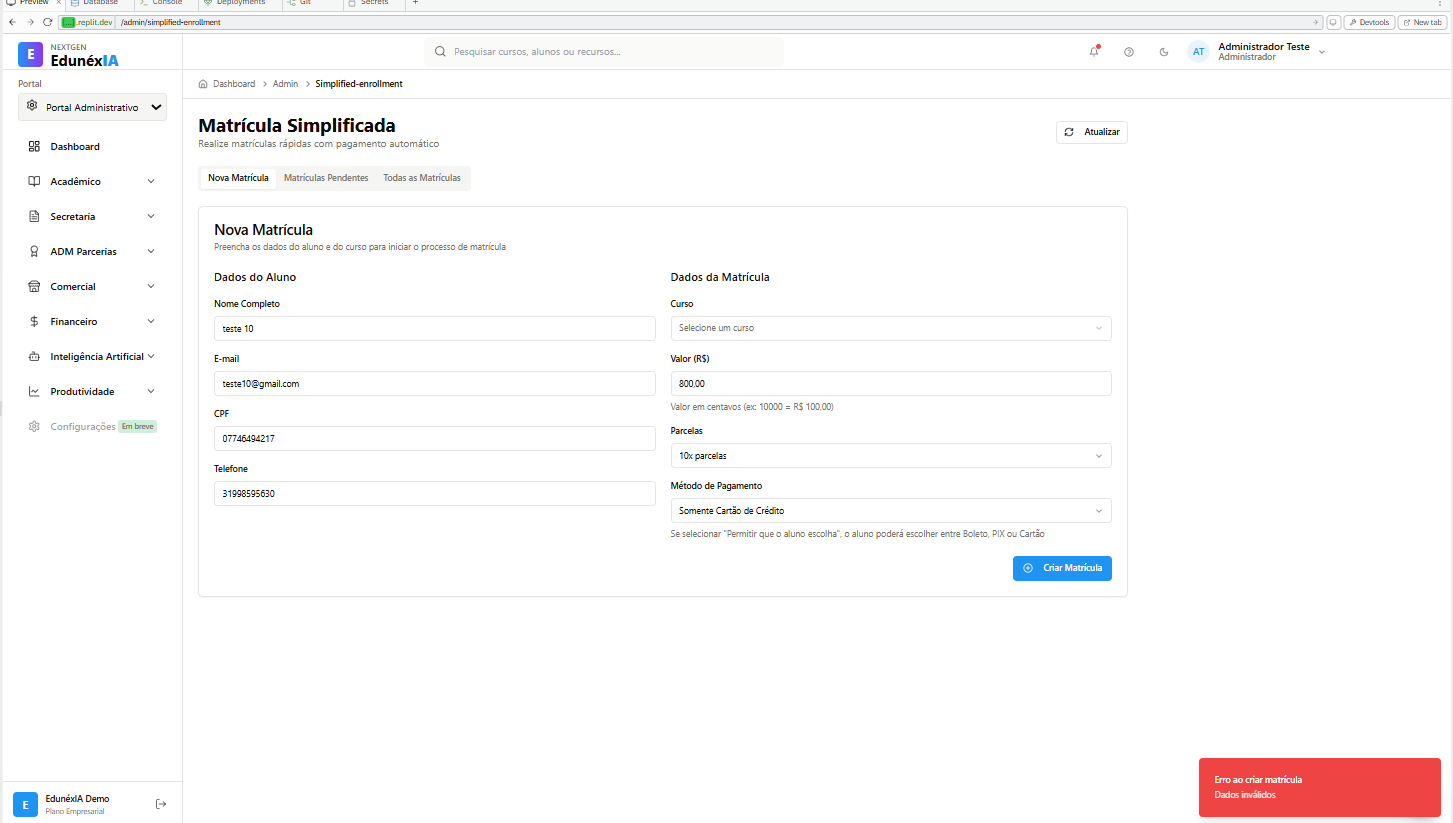 Preview
Database
Console
Deployments
Git
Secrets
.replit.dev /admin/simplified-enrollment
Devtools
New tab
E NEXTGEN
EdunéxIA
Pesquisar cursos, alunos ou recursos...
AT Administrador Teste
Administrador
Portal
Portal Administrativo
Dashboard
Acadêmico
Secretaria
ADM Parcerias
Comercial
Financeiro
Inteligência Artificial
Produtividade
Configurações Em breve
E EdunéxIA Demo
Plano Empresarial
Dashboard > Admin > Simplified-enrollment
Matrícula Simplificada
Realize matrículas rápidas com pagamento automático
Atualizar
Nova Matrícula Matrículas Pendentes Todas as Matrículas
Nova Matrícula
Preencha os dados do aluno e do curso para iniciar o processo de matrícula
Dados do Aluno
Nome Completo
teste 10
E-mail
teste10@gmail.com
CPF
07746494217
Telefone
31998595630
Dados da Matrícula
Curso
Selecione um curso
Valor (R$)
800,00
Valor em centavos (ex: 10000 = R$ 100,00)
Parcelas
10x parcelas
Método de Pagamento
Somente Cartão de Crédito
Se selecionar "Permitir que o aluno escolha", o aluno poderá escolher entre Boleto, PIX ou Cartão
Criar Matrícula
Erro ao criar matrícula
Dados inválidos